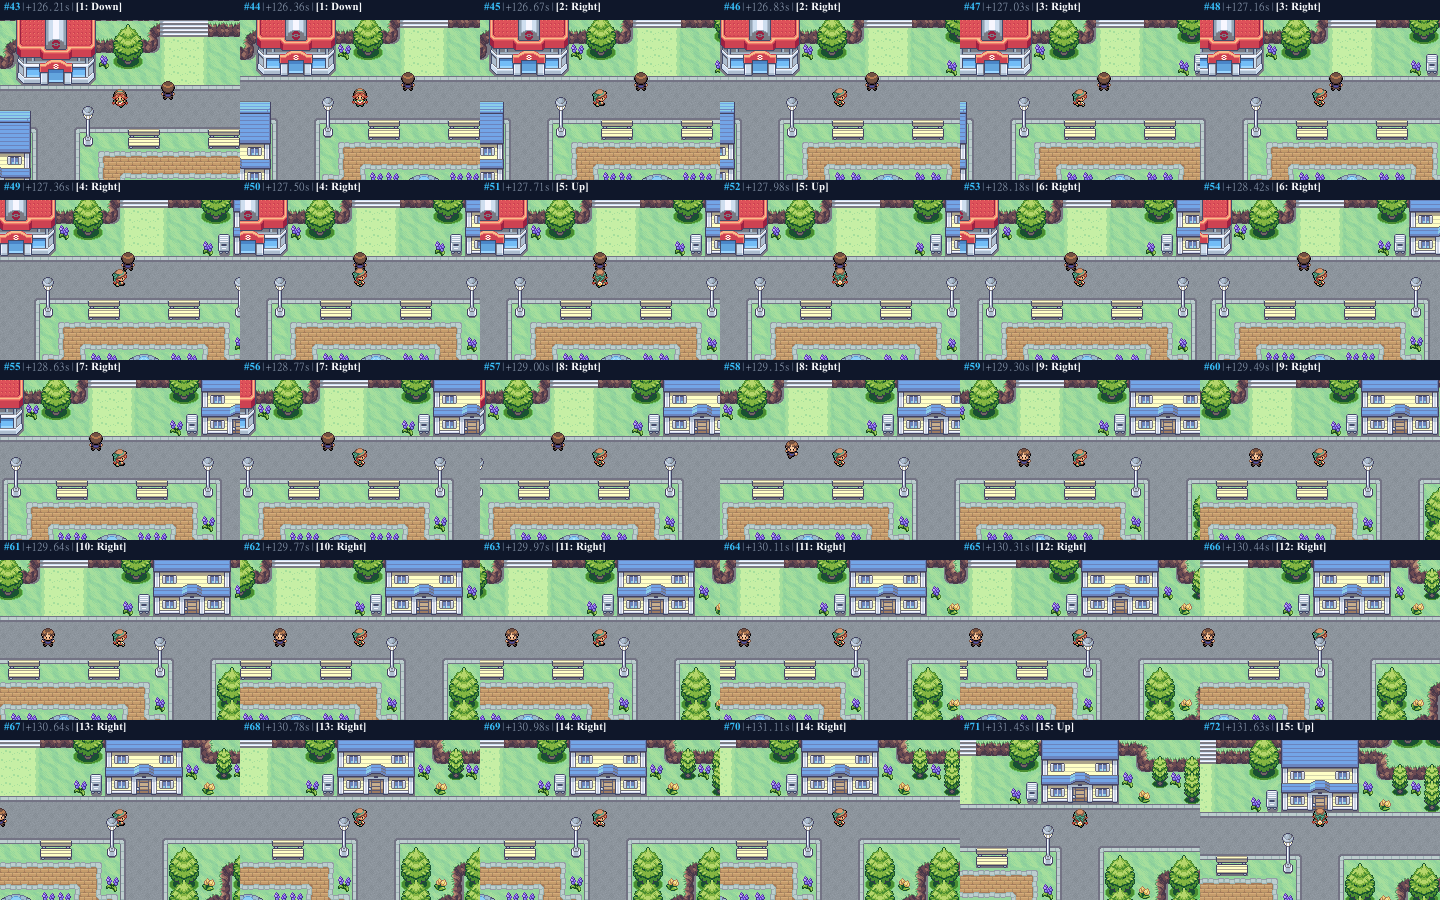 #43|+126.21s|[1: Down]
#44|+126.36s|[1: Down]
#45|+126.67s|[2: Right]
#46|+126.83s|[2: Right]
#47|+127.03s|[3: Right]
#48|+127.16s|[3: Right]
#49|+127.36s|[4: Right]
#50|+127.50s|[4: Right]
#51|+127.71s|[5: Up]
#52|+127.98s|[5: Up]
#53|+128.18s|[6: Right]
#54|+128.42s|[6: Right]
#55|+128.63s|[7: Right]
#56|+128.77s|[7: Right]
#57|+129.00s|[8: Right]
#58|+129.15s|[8: Right]
#59|+129.30s|[9: Right]
#60|+129.49s|[9: Right]
#61|+129.64s|[10: Right]
#62|+129.77s|[10: Right]
#63|+129.97s|[11: Right]
#64|+130.11s|[11: Right]
#65|+130.31s|[12: Right]
#66|+130.44s|[12: Right]
#67|+130.64s|[13: Right]
#68|+130.78s|[13: Right]
#69|+130.98s|[14: Right]
#70|+131.11s|[14: Right]
#71|+131.45s|[15: Up]
#72|+131.63s|[15: Up]